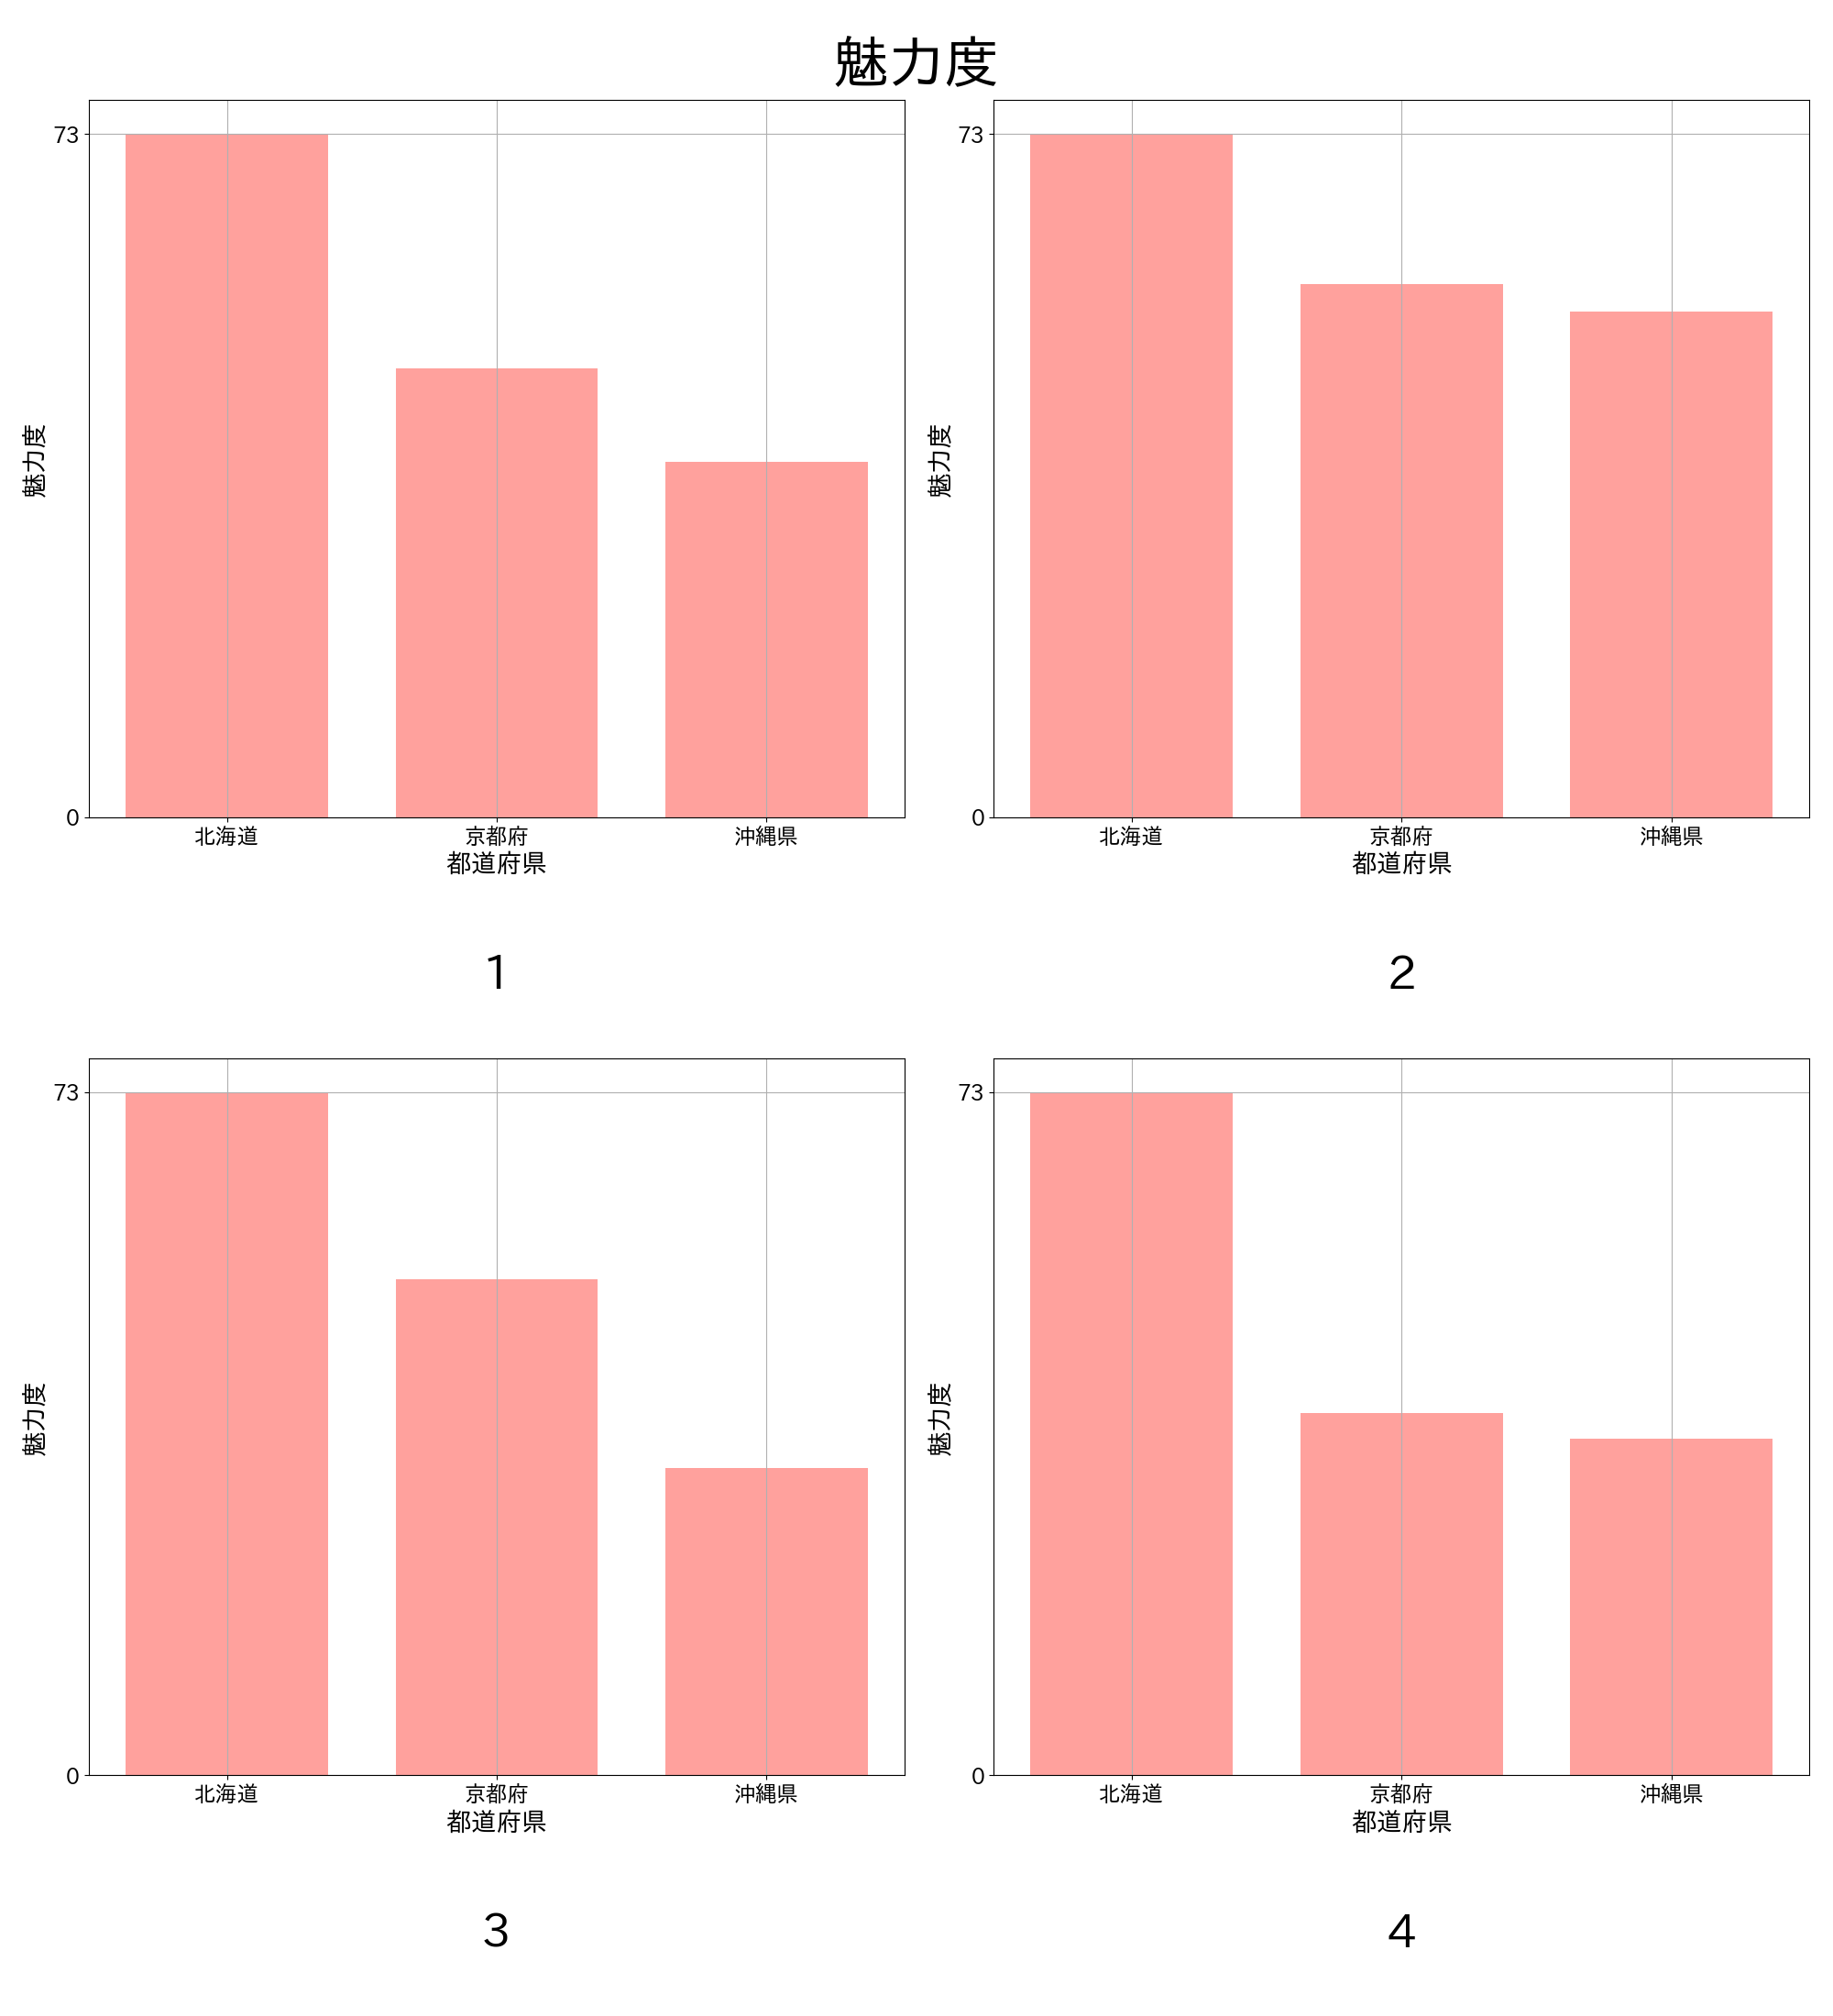 魅力度
73
0
魅力度
北海道 京都府 沖縄県
都道府県
1
73
0
魅力度
北海道 京都府 沖縄県
都道府県
2
73
0
魅力度
北海道 京都府 沖縄県
都道府県
3
73
0
魅力度
北海道 京都府 沖縄県
都道府県
4